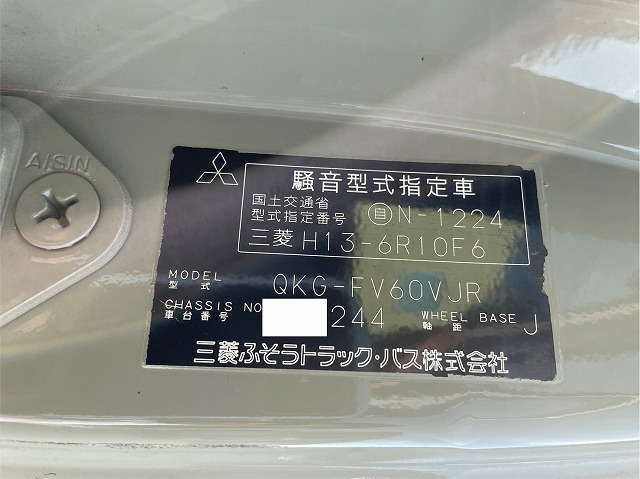 AISIN
騒音型式指定車
国土交通省
型式指定番号 自 N-1224
三菱 H13-6R10F6
MODEL
型式 QKG-FV60VJR
CHASSIS NO 244 WHEEL BASE J
車台番号 軸距
三菱ふそうトラック・バス株式会社